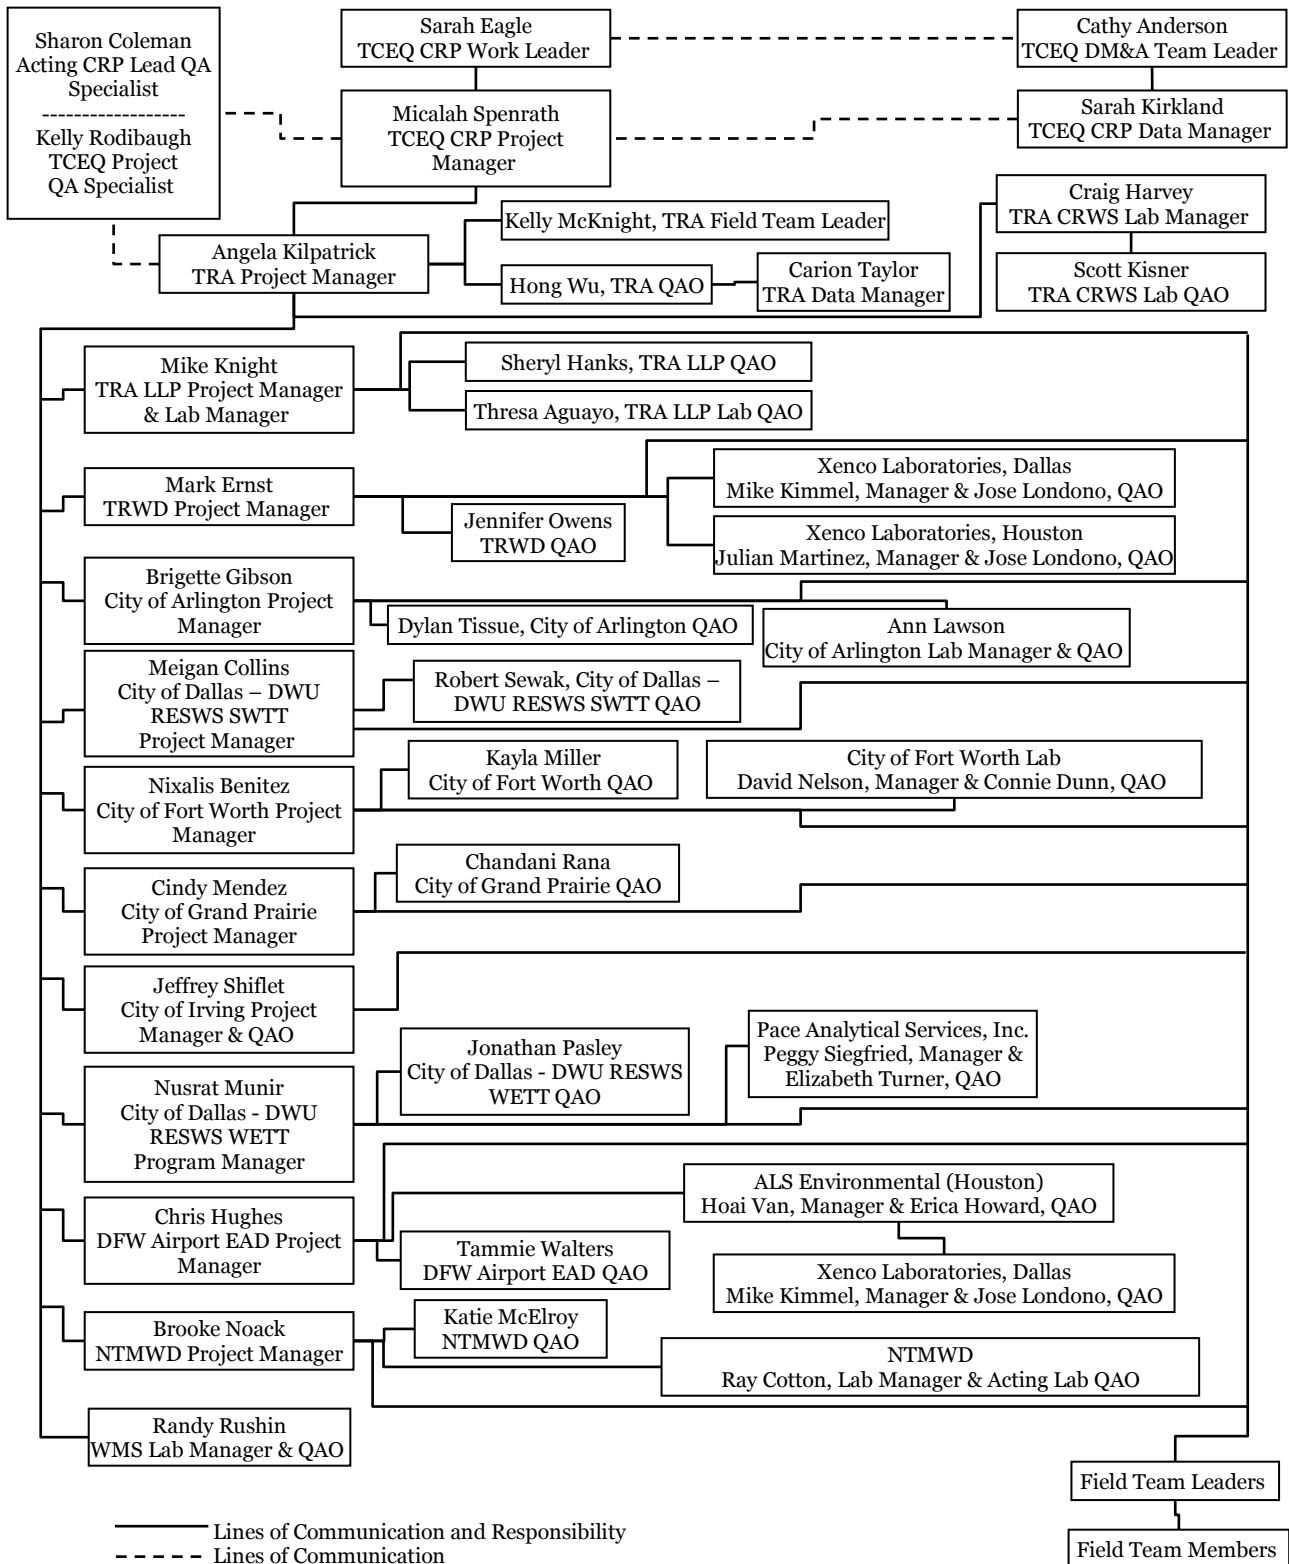 Sharon Coleman
Acting CRP Lead QA
Specialist
------------------
Kelly Rodibaugh
TCEQ Project
QA Specialist
Sarah Eagle
TCEQ CRP Work Leader
Cathy Anderson
TCEQ DM&A Team Leader
Micalah Spenrath
TCEQ CRP Project
Manager
Sarah Kirkland
TCEQ CRP Data Manager
Craig Harvey
TRA CRWS Lab Manager
Kelly McKnight, TRA Field Team Leader
Angela Kilpatrick
TRA Project Manager
Hong Wu, TRA QAO
Carion Taylor
TRA Data Manager
Scott Kisner
TRA CRWS Lab QAO
Mike Knight
TRA LLP Project Manager
& Lab Manager
Sheryl Hanks, TRA LLP QAO
Thresa Aguayo, TRA LLP Lab QAO
Mark Ernst
TRWD Project Manager
Jennifer Owens
TRWD QAO
Xenco Laboratories, Dallas
Mike Kimmel, Manager & Jose Londono, QAO
Xenco Laboratories, Houston
Julian Martinez, Manager & Jose Londono, QAO
Brigette Gibson
City of Arlington Project
Manager
Dylan Tissue, City of Arlington QAO
Ann Lawson
City of Arlington Lab Manager & QAO
Meigan Collins
City of Dallas – DWU
RESWS SWTT
Project Manager
Robert Sewak, City of Dallas –
DWU RESWS SWTT QAO
Nixalis Benitez
City of Fort Worth Project
Manager
Kayla Miller
City of Fort Worth QAO
City of Fort Worth Lab
David Nelson, Manager & Connie Dunn, QAO
Cindy Mendez
City of Grand Prairie
Project Manager
Chandani Rana
City of Grand Prairie QAO
Jeffrey Shiflet
City of Irving Project
Manager & QAO
Nusrat Munir
City of Dallas - DWU
RESWS WETT
Program Manager
Jonathan Pasley
City of Dallas - DWU RESWS
WETT QAO
Pace Analytical Services, Inc.
Peggy Siegfried, Manager &
Elizabeth Turner, QAO
Chris Hughes
DFW Airport EAD Project
Manager
Tammie Walters
DFW Airport EAD QAO
ALS Environmental (Houston)
Hoai Van, Manager & Erica Howard, QAO
Xenco Laboratories, Dallas
Mike Kimmel, Manager & Jose Londono, QAO
Brooke Noack
NTMWD Project Manager
Katie McElroy
NTMWD QAO
NTMWD
Ray Cotton, Lab Manager & Acting Lab QAO
Randy Rushin
WMS Lab Manager & QAO
Field Team Leaders
Field Team Members
Lines of Communication and Responsibility
Lines of Communication